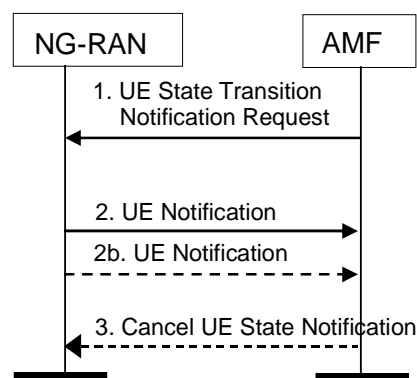 NG-RAN
AMF
1. UE State Transition
Notification Request
2. UE Notification
2b. UE Notification
3. Cancel UE State Notification